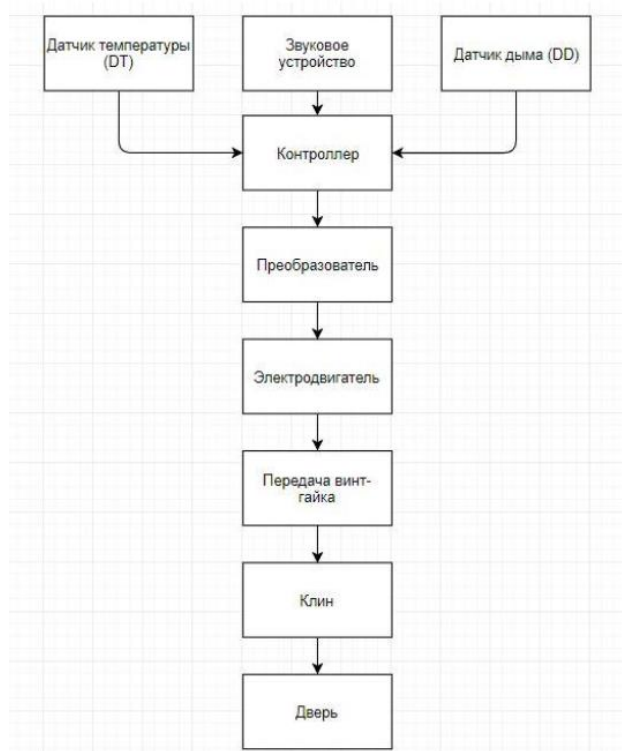 Датчик температуры
(DT)
Звуковое
устройство
Датчик дыма (DD)
Контроллер
Преобразователь
Электродвигатель
Передача винт-
гайка
Клин
Дверь